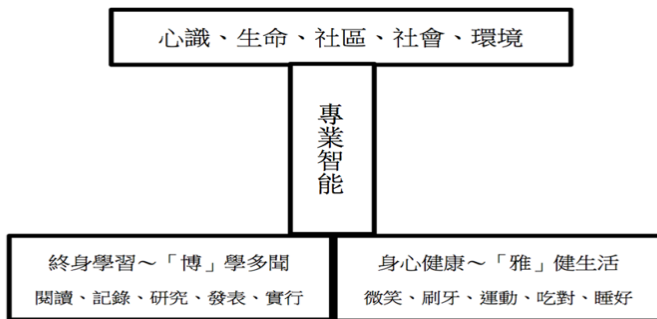 心識、生命、社區、社會、環境
專業智能
終身學習～「博」學多聞
閱讀、記錄、研究、發表、實行
身心健康～「雅」健生活
微笑、刷牙、運動、吃對、睡好